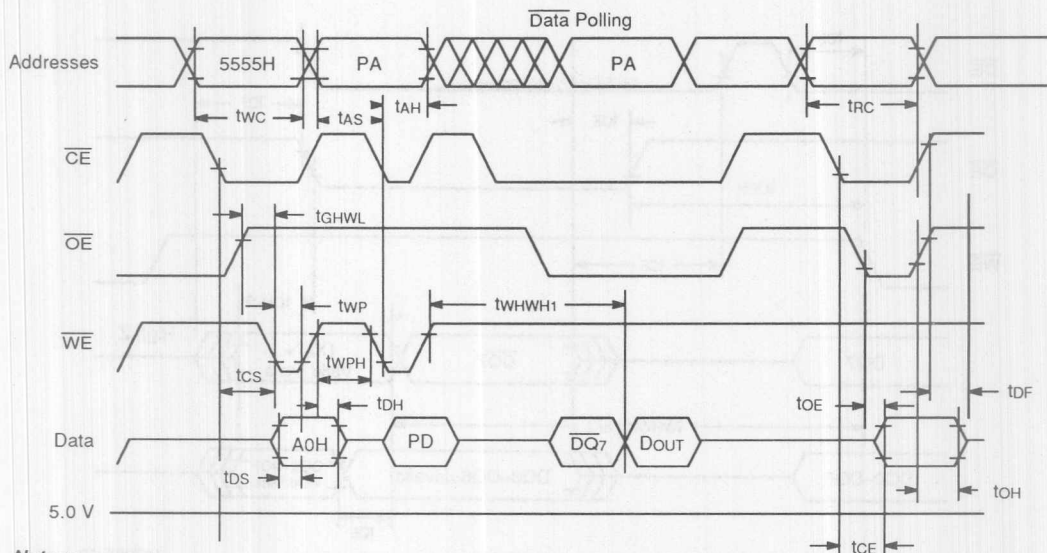 Data Polling
Addresses 5555H PA PA
tWC tAS tAH tRC
CE
tGHWL
OE
tWP tWHWH1
WE
tCS tWPH tDH tOE tDF
Data A0H PD DQ7 DOUT
tDS tOH
5.0 V
tCE